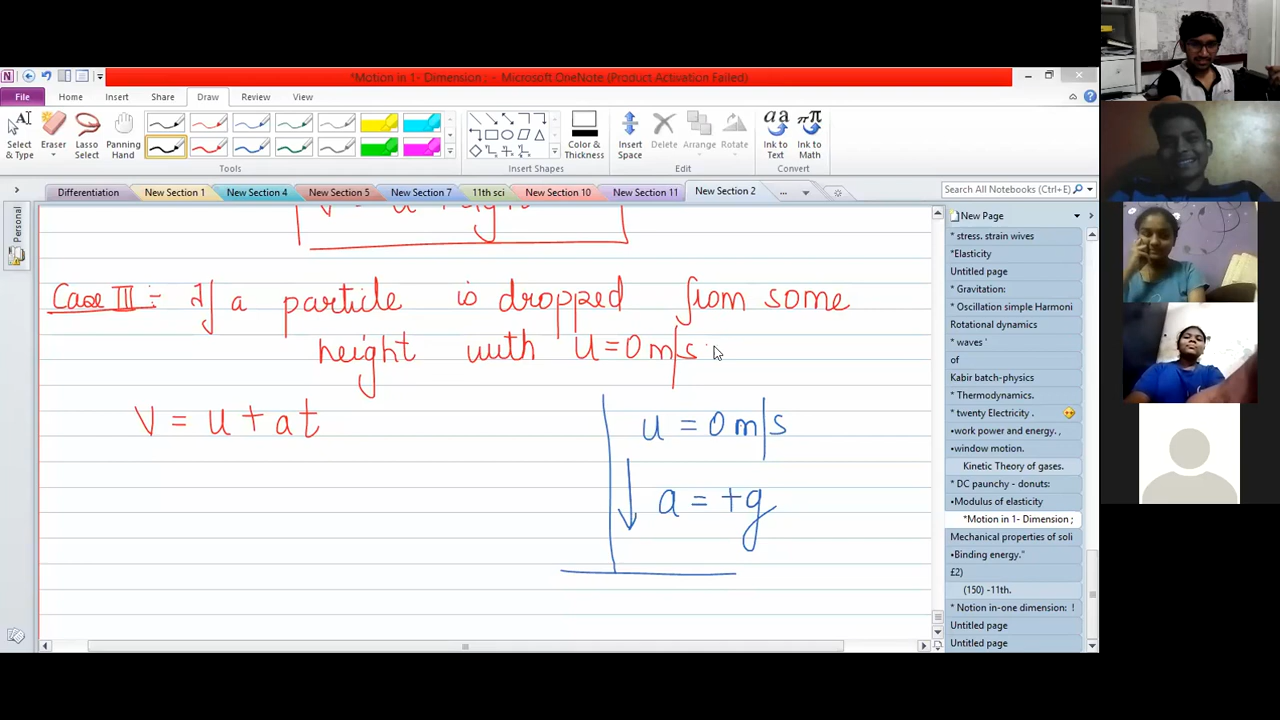 *Motion in 1- Dimension ; - Microsoft OneNote (Product Activation Failed)
File Home Insert Share Draw Review View
Select & Type
Eraser
Lasso Select
Panning Hand
Color & Thickness
Insert Space
Delete
Arrange
Rotate
Ink to Text
Ink to Math
Tools
Insert Shapes
Edit
Convert
Differentiation New Section 1 New Section 4 New Section 5 New Section 7 11th sci New Section 10 New Section 11 New Section 2 ...
Search All Notebooks (Ctrl+E)
Personal
Case III :- If a partile is dropped from some
height with u=0m/s
V = u + at
u = 0m/s
a = +g
New Page
* stress. strain wives
*Elasticity
Untitled page
* Gravitation:
* Oscillation simple Harmoni
Rotational dynamics
* waves '
of
Kabir batch-physics
* Thermodynamics.
* twenty Electricity .
•work power and energy. ,
•window motion.
Kinetic Theory of gases.
* DC paunchy - donuts:
•Modulus of elasticity
*Motion in 1- Dimension ;
Mechanical properties of soli
•Binding energy."
£2)
(150) -11th.
* Notion in-one dimension: !
Untitled page
Untitled page